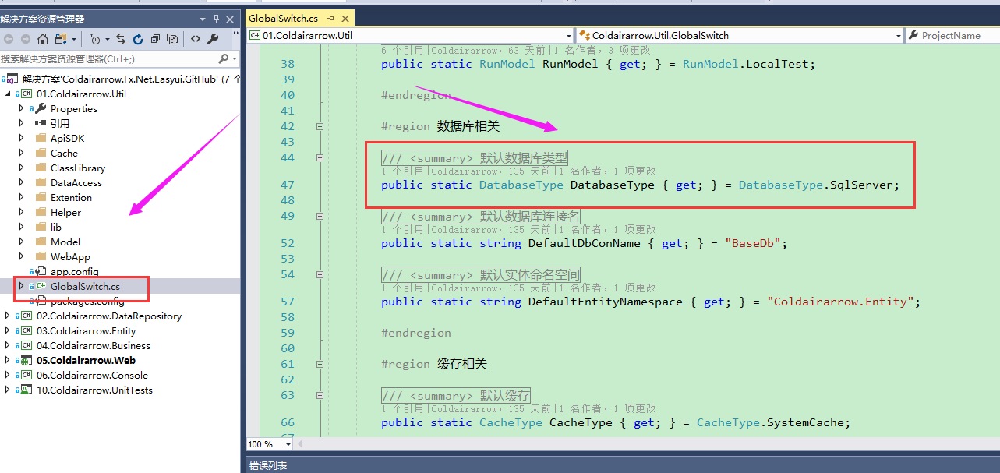 解决方案资源管理器
搜索解决方案资源管理器(Ctrl+;)
解决方案'Coldairarrow.Fx.Net.Easyui.GitHub' (7 个
01.Coldairarrow.Util
Properties
引用
ApiSDK
Cache
ClassLibrary
DataAccess
Extention
Helper
lib
Model
WebApp
app.config
GlobalSwitch.cs
packages.config
02.Coldairarrow.DataRepository
03.Coldairarrow.Entity
04.Coldairarrow.Business
05.Coldairarrow.Web
06.Coldairarrow.Console
10.Coldairarrow.UnitTests
GlobalSwitch.cs
01.Coldairarrow.Util
Coldairarrow.Util.GlobalSwitch
ProjectName
6 个引用|Coldairarrow，63 天前|1 名作者，3 项更改
38 public static RunModel RunModel { get; } = RunModel.LocalTest;
39
40 #endregion
41
42 #region 数据库相关
43
44 /// <summary> 默认数据库类型
1 个引用|Coldairarrow，135 天前|1 名作者，1 项更改
47 public static DatabaseType DatabaseType { get; } = DatabaseType.SqlServer;
48
49 /// <summary> 默认数据库连接名
1 个引用|Coldairarrow，135 天前|1 名作者，1 项更改
52 public static string DefaultDbConName { get; } = "BaseDb";
53
54 /// <summary> 默认实体命名空间
1 个引用|Coldairarrow，135 天前|1 名作者，1 项更改
57 public static string DefaultEntityNamespace { get; } = "Coldairarrow.Entity";
58
59 #endregion
60
61 #region 缓存相关
62
63 /// <summary> 默认缓存
1 个引用|Coldairarrow，135 天前|1 名作者，1 项更改
66 public static CacheType CacheType { get; } = CacheType.SystemCache;
67
100 %
错误列表